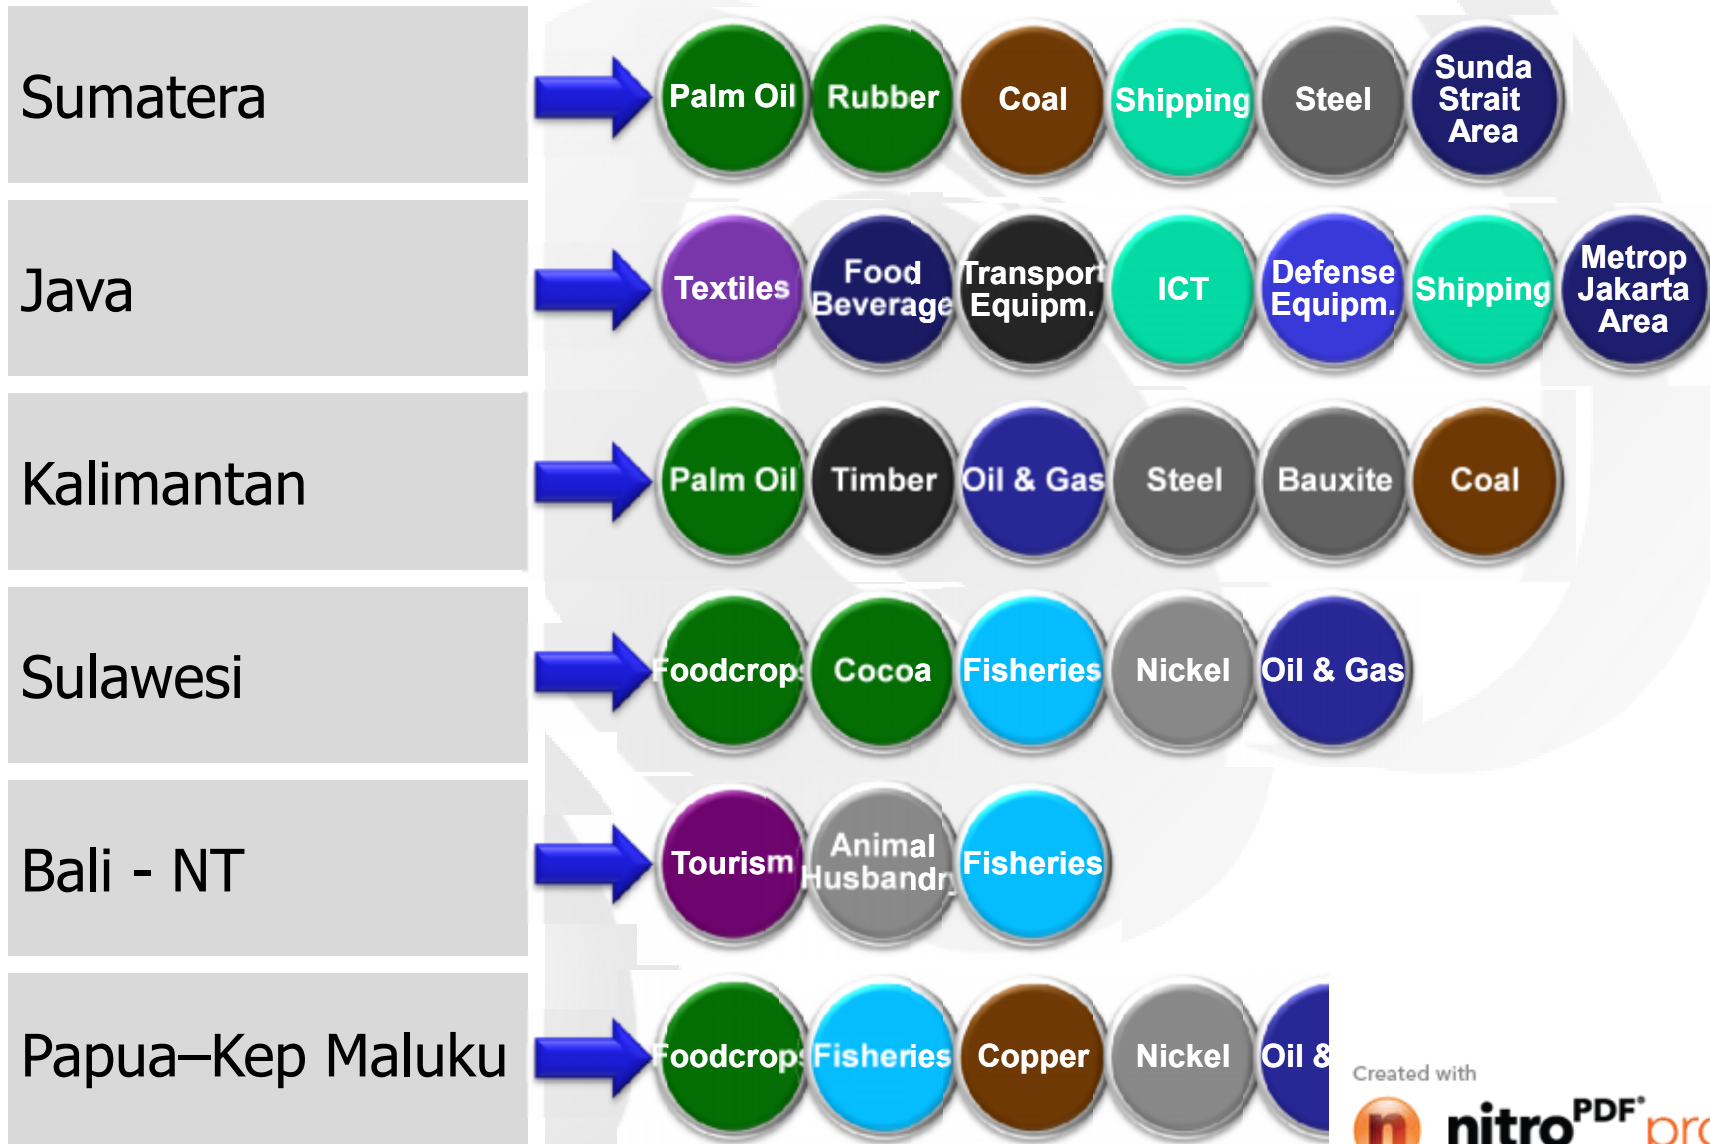 Sumatera
Palm Oil
Rubber
Coal
Shipping
Steel
Sunda
Strait
Area
Java
Textiles
Food
Beverage
Transport
Equipm.
ICT
Defense
Equipm.
Shipping
Metrop
Jakarta
Area
Kalimantan
Palm Oil
Timber
Oil & Gas
Steel
Bauxite
Coal
Sulawesi
Foodcrops
Cocoa
Fisheries
Nickel
Oil & Gas
Bali - NT
Tourism
Animal
Husbandry
Fisheries
Papua–Kep Maluku
Foodcrops
Fisheries
Copper
Nickel
Oil &
Created with
nitro PDF® pro